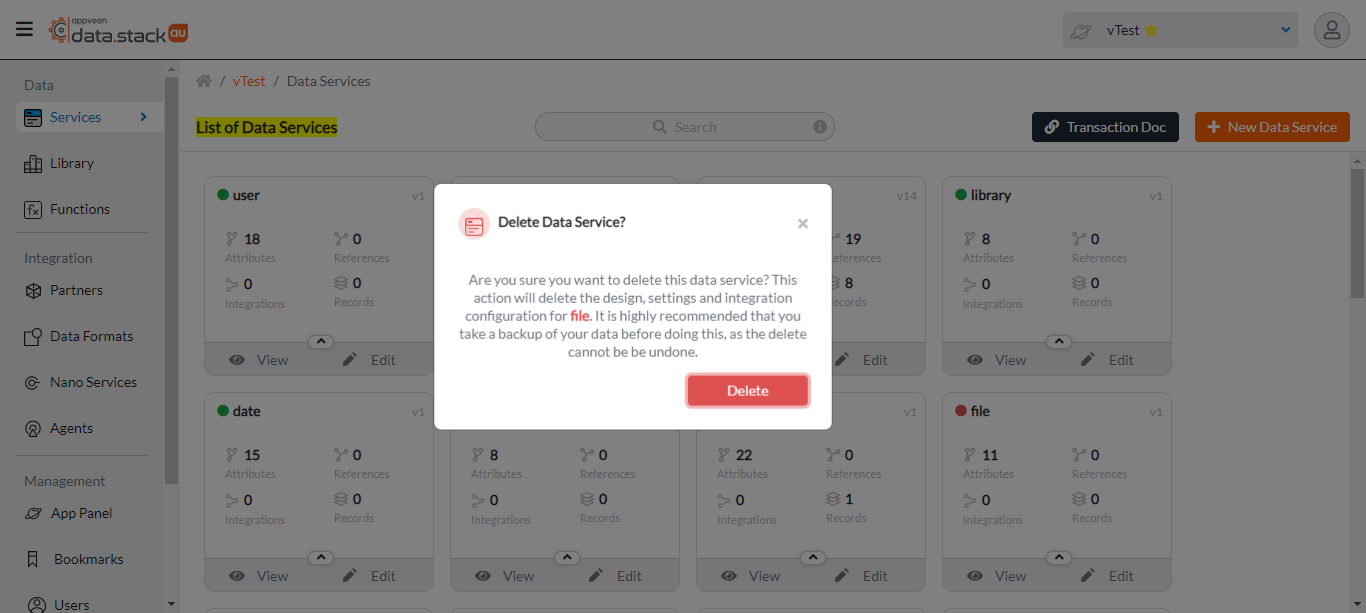 appveen
data.stack au
vTest
Data
Services
Library
Functions
Integration
Partners
Data Formats
Nano Services
Agents
Management
App Panel
Bookmarks
Users
/ vTest / Data Services
List of Data Services
Search
Transaction Doc
New Data Service
user v1
18 0
Attributes References
0 0
Integrations Records
View Edit
v14
19
eferences
8
ecords
Edit
library v1
8 0
Attributes References
0 0
Integrations Records
View Edit
Delete Data Service?
Are you sure you want to delete this data service? This
action will delete the design, settings and integration
configuration for file. It is highly recommended that you
take a backup of your data before doing this, as the delete
cannot be be undone.
Delete
date v1
15 0
Attributes References
0 0
Integrations Records
View Edit
8 0
Attributes References
0 0
Integrations Records
View Edit
v1
22 0
Attributes References
0 1
Integrations Records
View Edit
file v1
11 0
Attributes References
0 0
Integrations Records
View Edit